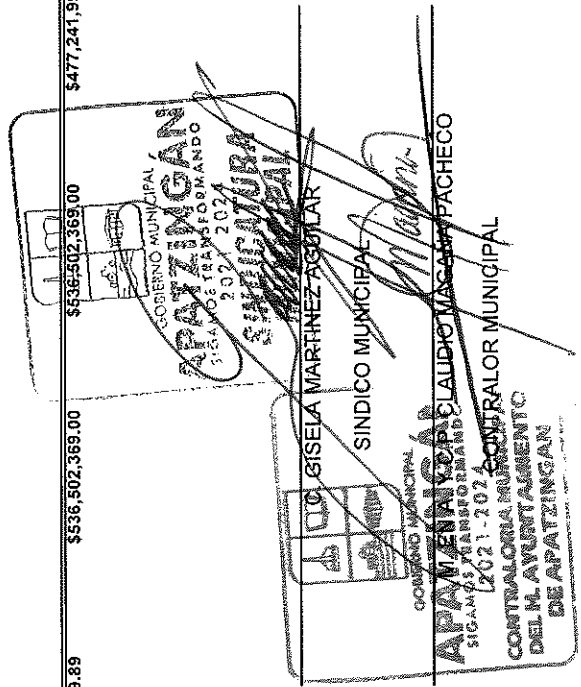 9.89 $536,502,369.00 $536,502,369.00 $477,241,9
GOBIERNO MUNICIPAL
APATZINGÁN
SIGAMOS TRANSFORMANDO
2021 2024
SINDICATURA
C. GISELA MARTINEZ AGUILAR
SINDICO MUNICIPAL
GOBIERNO MUNICIPAL
APATZINGÁN
SIGAMOS TRANSFORMANDO
2021-2024
CONTRALORIA MUNICIPAL
DEL H. AYUNTAMIENTO
DE APATZINGAN
C.P. CLAUDIO MAGAÑA PACHECO
CONTRALOR MUNICIPAL